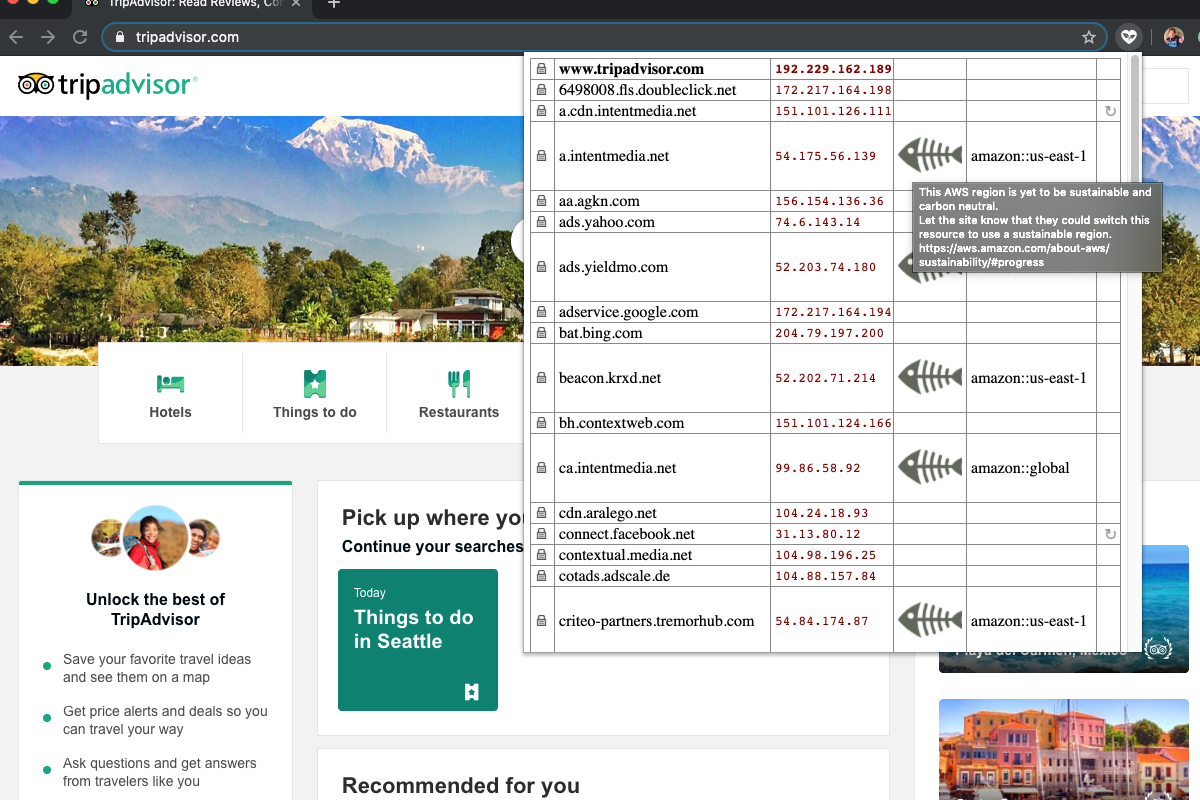 TripAdvisor: Read Reviews, Co
tripadvisor.com
tripadvisor
www.tripadvisor.com 192.229.162.189
6498008.fls.doubleclick.net 172.217.164.198
a.cdn.intentmedia.net 151.101.126.111
a.intentmedia.net 54.175.56.139 amazon::us-east-1
aa.agkn.com 156.154.136.36
ads.yahoo.com 74.6.143.14
ads.yieldmo.com 52.203.74.180
This AWS region is yet to be sustainable and
carbon neutral.
Let the site know that they could switch this
resource to use a sustainable region.
https://aws.amazon.com/about-aws/
sustainability/#progress
adservice.google.com 172.217.164.194
bat.bing.com 204.79.197.200
beacon.krxd.net 52.202.71.214 amazon::us-east-1
bh.contextweb.com 151.101.124.166
ca.intentmedia.net 99.86.58.92 amazon::global
cdn.aralego.net 104.24.18.93
connect.facebook.net 31.13.80.12
contextual.media.net 104.98.196.25
cotads.adscale.de 104.88.157.84
criteo-partners.tremorhub.com 54.84.174.87 amazon::us-east-1
Hotels
Things to do
Restaurants
Unlock the best of
TripAdvisor
Save your favorite travel ideas
and see them on a map
Get price alerts and deals so you
can travel your way
Ask questions and get answers
from travelers like you
Pick up where you
Continue your searches
Today
Things to do
in Seattle
Recommended for you
Playa del Carmen, Mexico